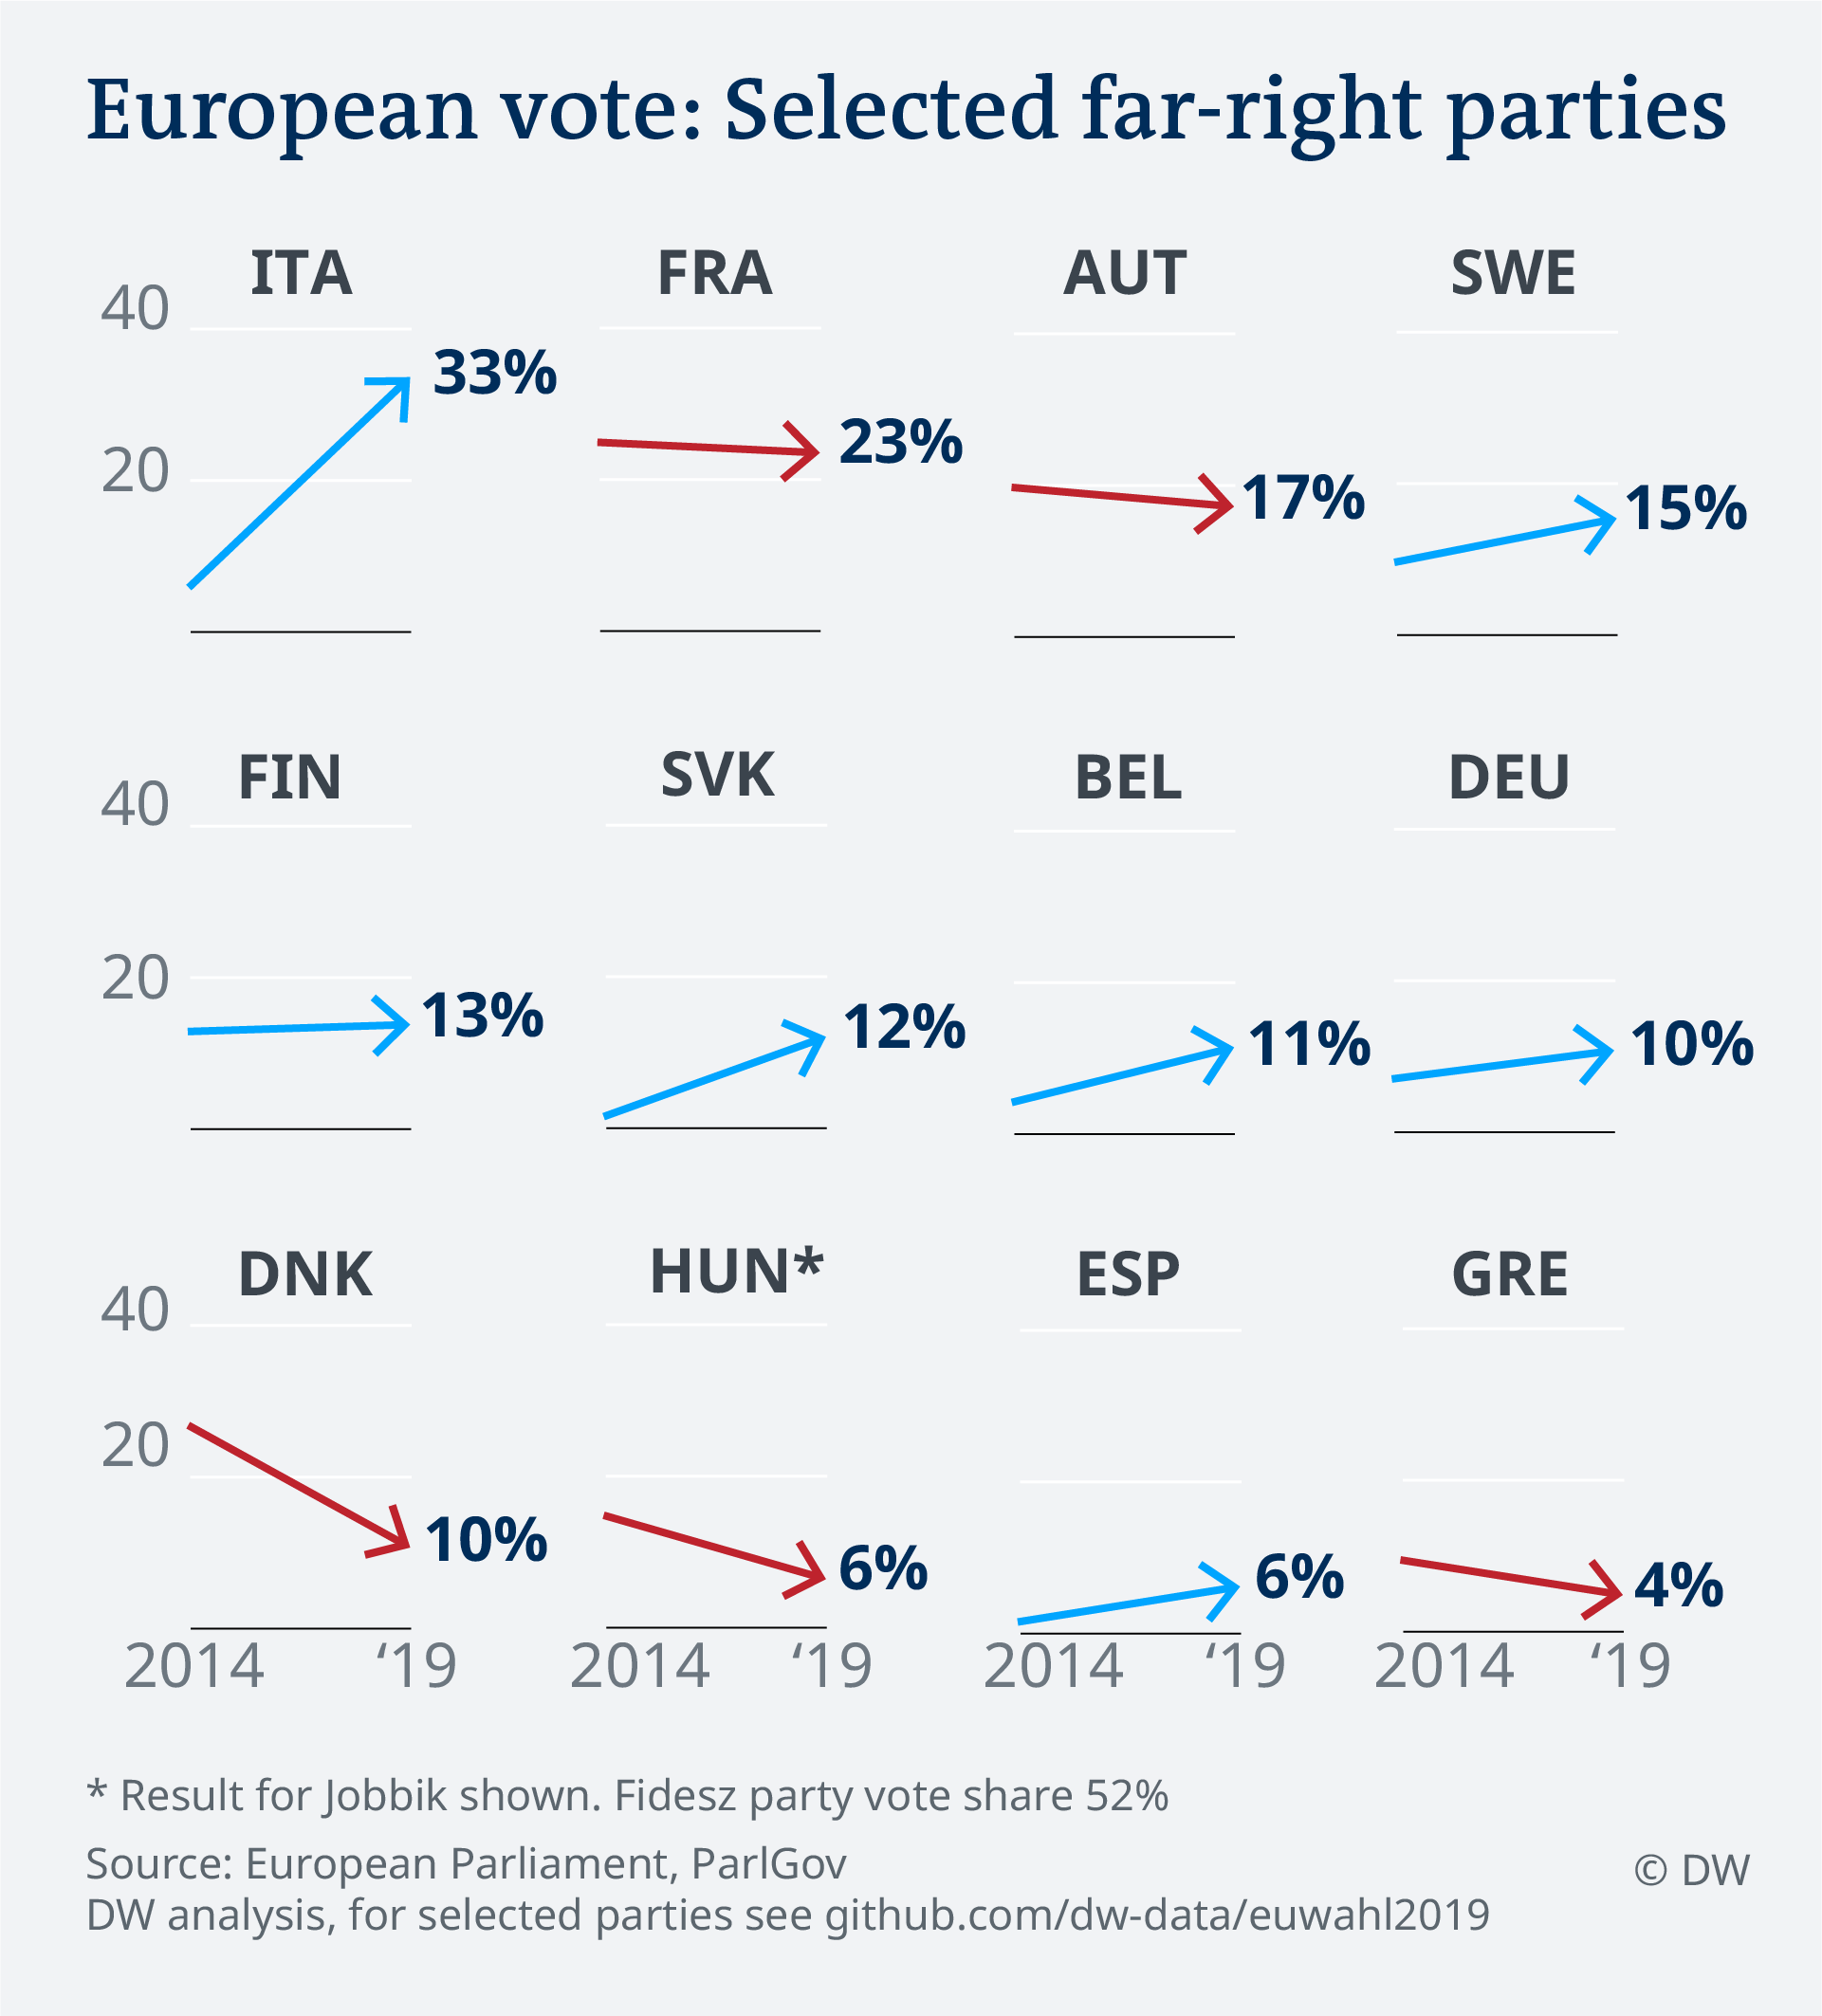 European vote: Selected far-right parties
ITA FRA AUT SWE
40
33%
23%
20
17%
15%
FIN SVK BEL DEU
40
20
13%
12%
11%
10%
DNK HUN* ESP GRE
40
20
10%
6%
6%
4%
2014 ‘19 2014 ‘19 2014 ‘19 2014 ‘19
* Result for Jobbik shown. Fidesz party vote share 52%
Source: European Parliament, ParlGov
© DW
DW analysis, for selected parties see github.com/dw-data/euwahl2019